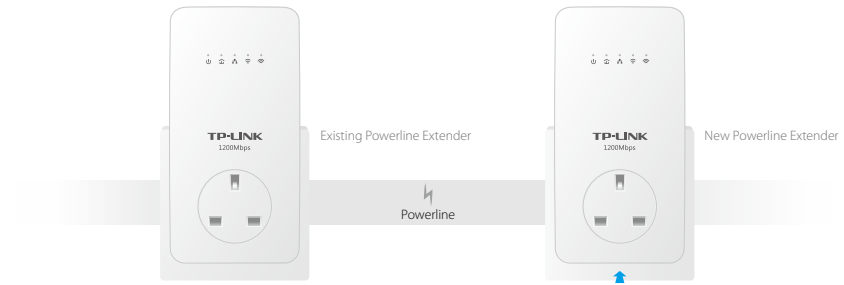 TP-LINK
1200Mbps
Existing Powerline Extender
Powerline
TP-LINK
1200Mbps
New Powerline Extender